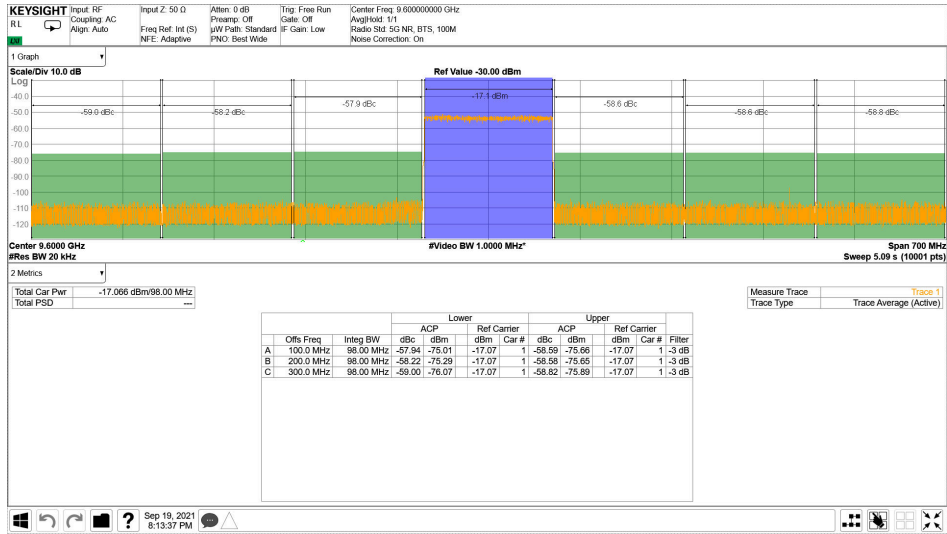 KEYSIGHT Input: RF Input Z: 50 Ω Atten: 0 dB Trig: Free Run Center Freq: 9.600000000 GHz
RL Coupling: AC Preamp: Off Gate: Off Avg|Hold: 1/1
Align: Auto Freq Ref: Int (S) µW Path: Standard IF Gain: Low Radio Std: 5G NR, BTS, 100M
NFE: Adaptive PNO: Best Wide Noise Correction: On
1 Graph
Scale/Div 10.0 dB Ref Value -30.00 dBm
Log
-40.0
-50.0
-60.0
-70.0
-80.0
-90.0
-100
-110
-120
-59.0 dBc -58.2 dBc -57.9 dBc -17.1 dBm -58.6 dBc -58.6 dBc -58.8 dBc
Center 9.6000 GHz #Video BW 1.0000 MHz* Span 700 MHz
#Res BW 20 kHz Sweep 5.09 s (10001 pts)
2 Metrics
Total Car Pwr -17.066 dBm/98.00 MHz Measure Trace Trace 1
Total PSD --- Trace Type Trace Average (Active)
Lower Upper
ACP Ref Carrier ACP Ref Carrier
Offs Freq Integ BW dBc dBm dBm Car # dBc dBm dBm Car # Filter
A 100.0 MHz 98.00 MHz -57.94 -75.01 -17.07 1 -58.59 -75.66 -17.07 1 -3 dB
B 200.0 MHz 98.00 MHz -58.22 -75.29 -17.07 1 -58.58 -75.65 -17.07 1 -3 dB
C 300.0 MHz 98.00 MHz -59.00 -76.07 -17.07 1 -58.82 -75.89 -17.07 1 -3 dB
? Sep 19, 2021
8:13:37 PM